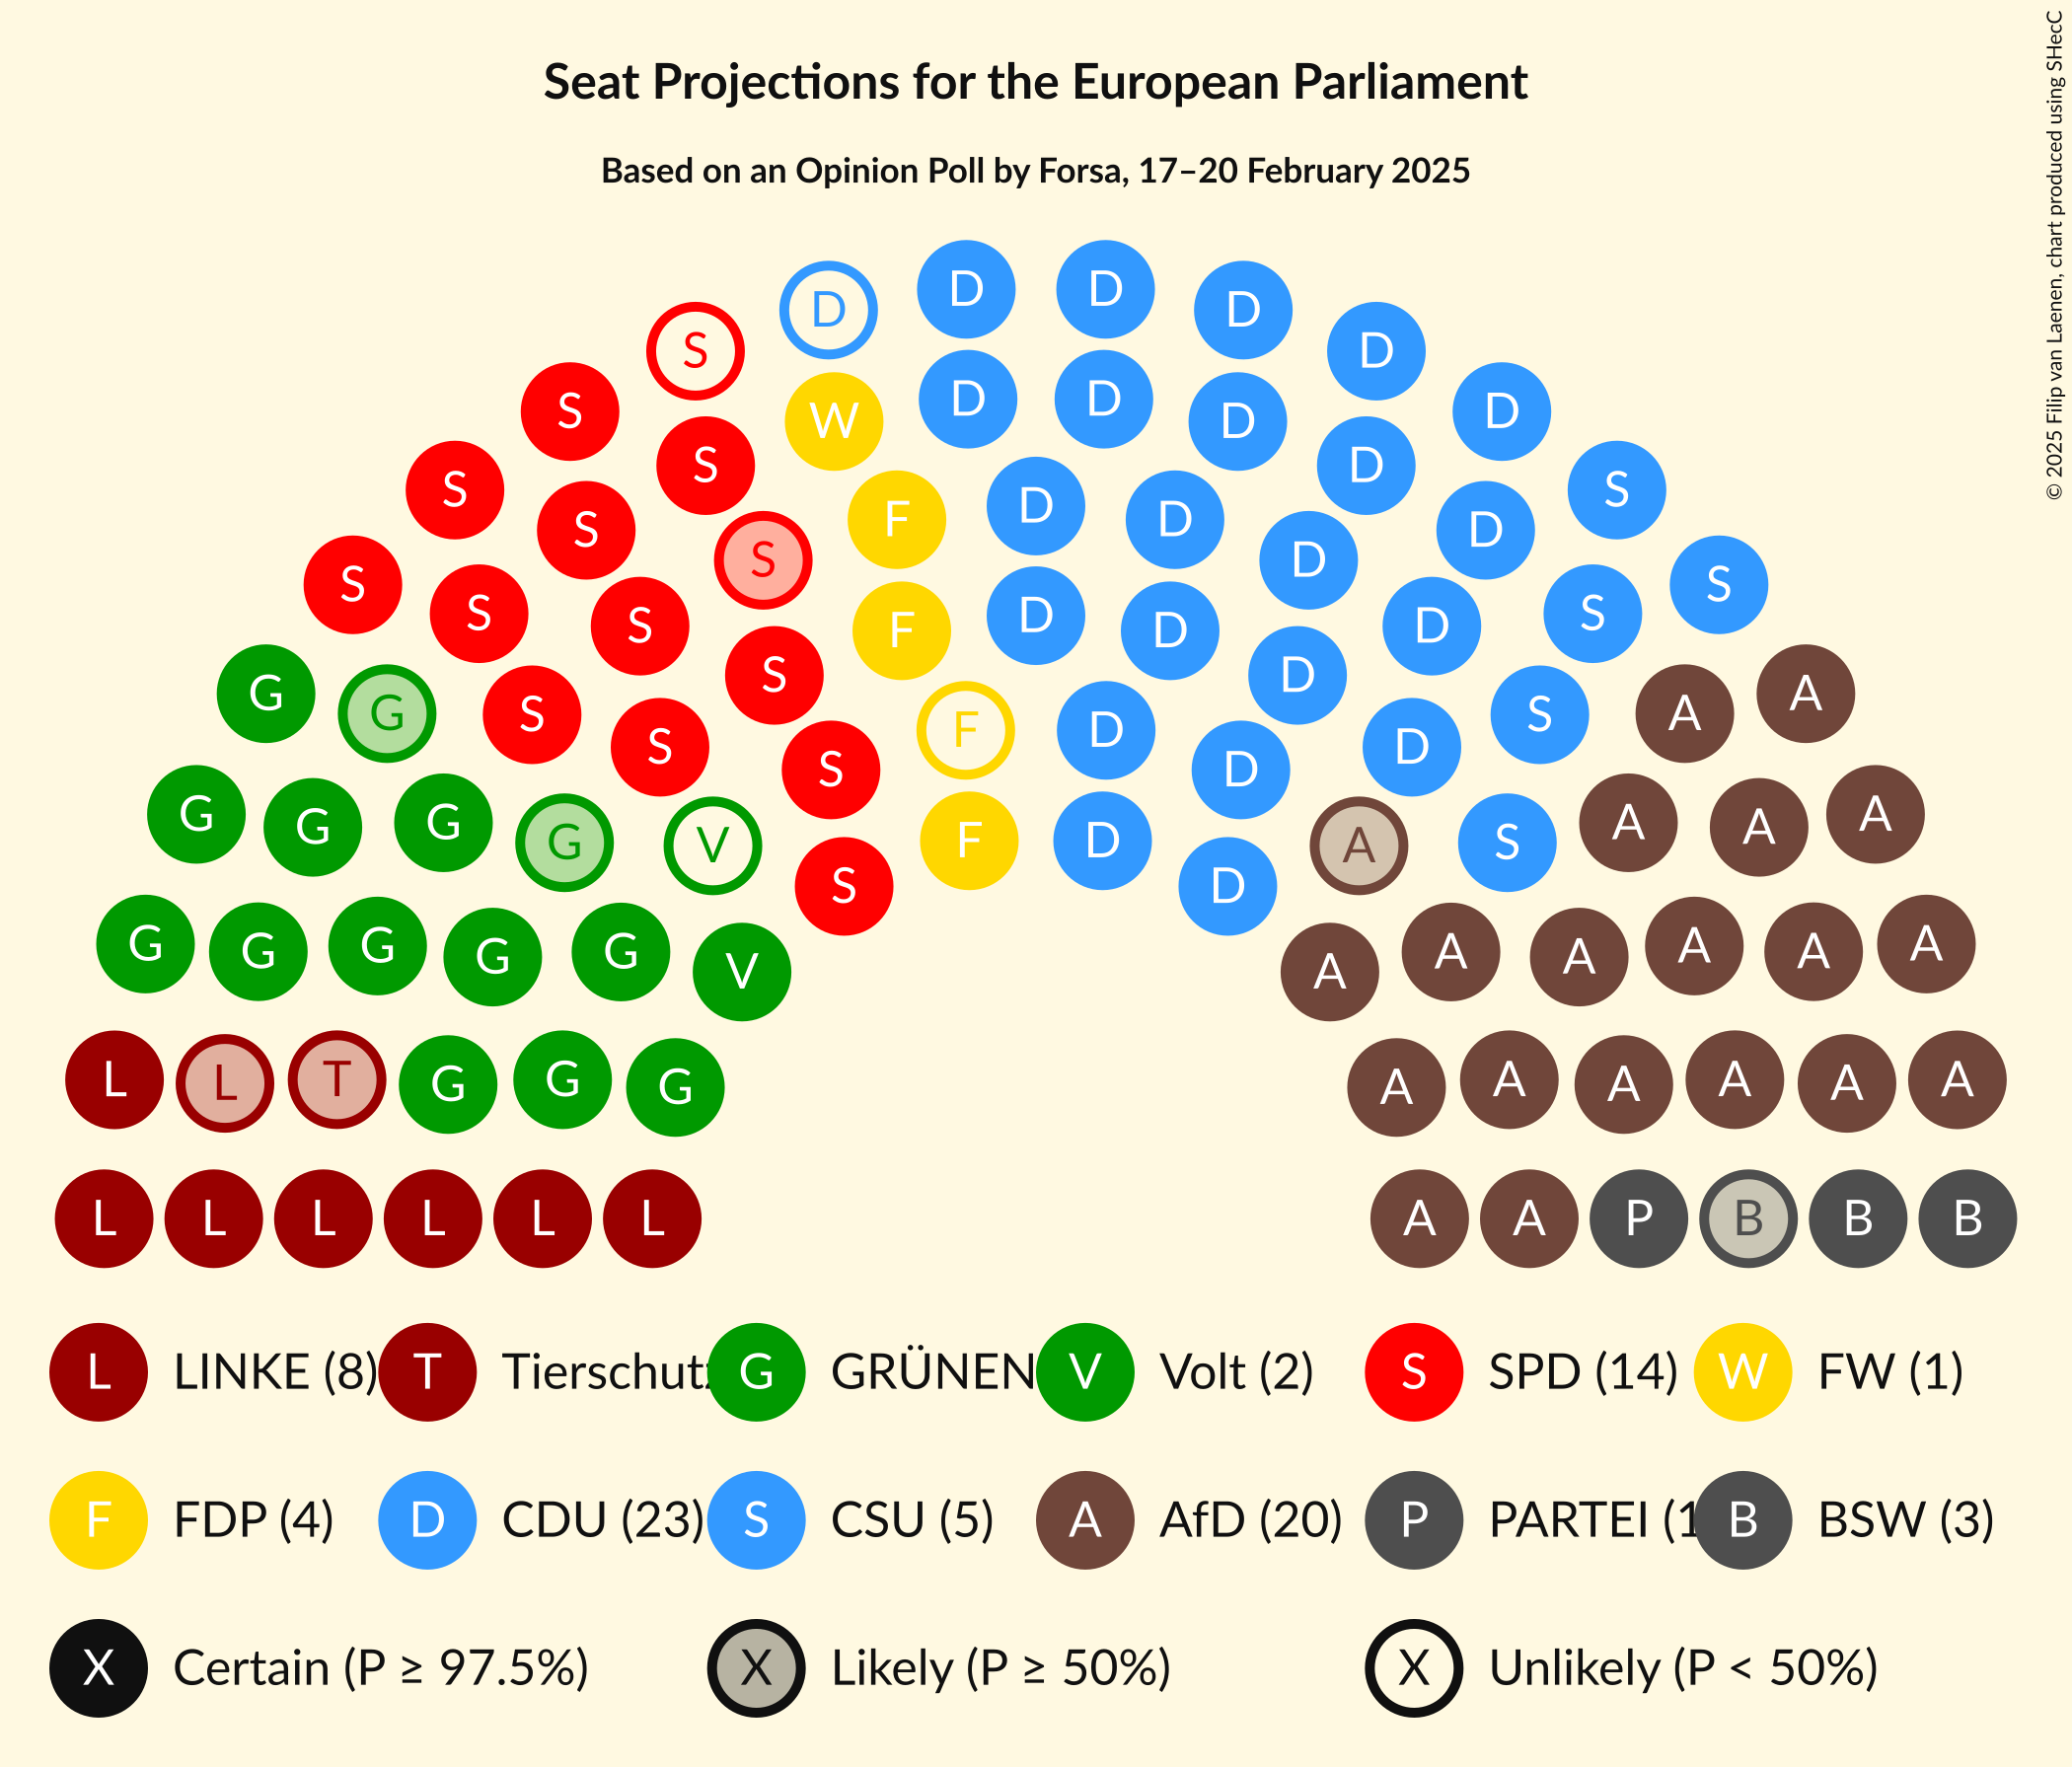 © 2025 Filip van Laenen, chart produced using SHecC
Seat Projections for the European Parliament
Based on an Opinion Poll by Forsa, 17–20 February 2025
D D D D
S D
S W D D D D
S S D S
S F D D D
S S D S
S S F D D D S
G S D A
G S S F D D S A
S D
G G G G V F D A S A A A
S D
G G G G G V A A A A A A
L L T G G G A A A A A A
L L L L L L A A P B B B
L LINKE (8) T Tierschutz G GRÜNEN V Volt (2) S SPD (14) W FW (1)
F FDP (4) D CDU (23) S CSU (5) A AfD (20) P PARTEI (1 B BSW (3)
X Certain (P ≥ 97.5%) X Likely (P ≥ 50%) X Unlikely (P < 50%)